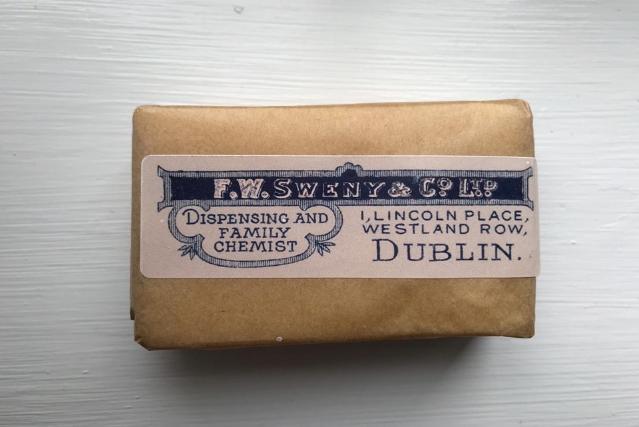 F.W. SWENY & Co LTD
DISPENSING AND
FAMILY
CHEMIST
1, LINCOLN PLACE,
WESTLAND ROW,
DUBLIN.